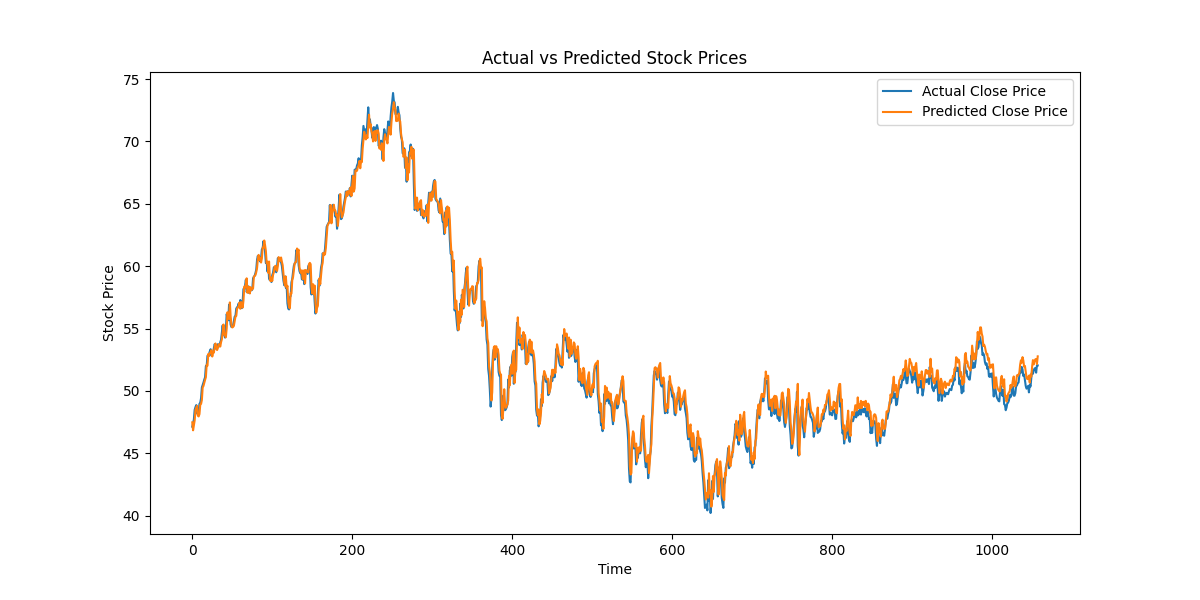 Actual vs Predicted Stock Prices
Actual Close Price
Predicted Close Price
Stock Price
75
70
65
60
55
50
45
40
0 200 400 600 800 1000
Time